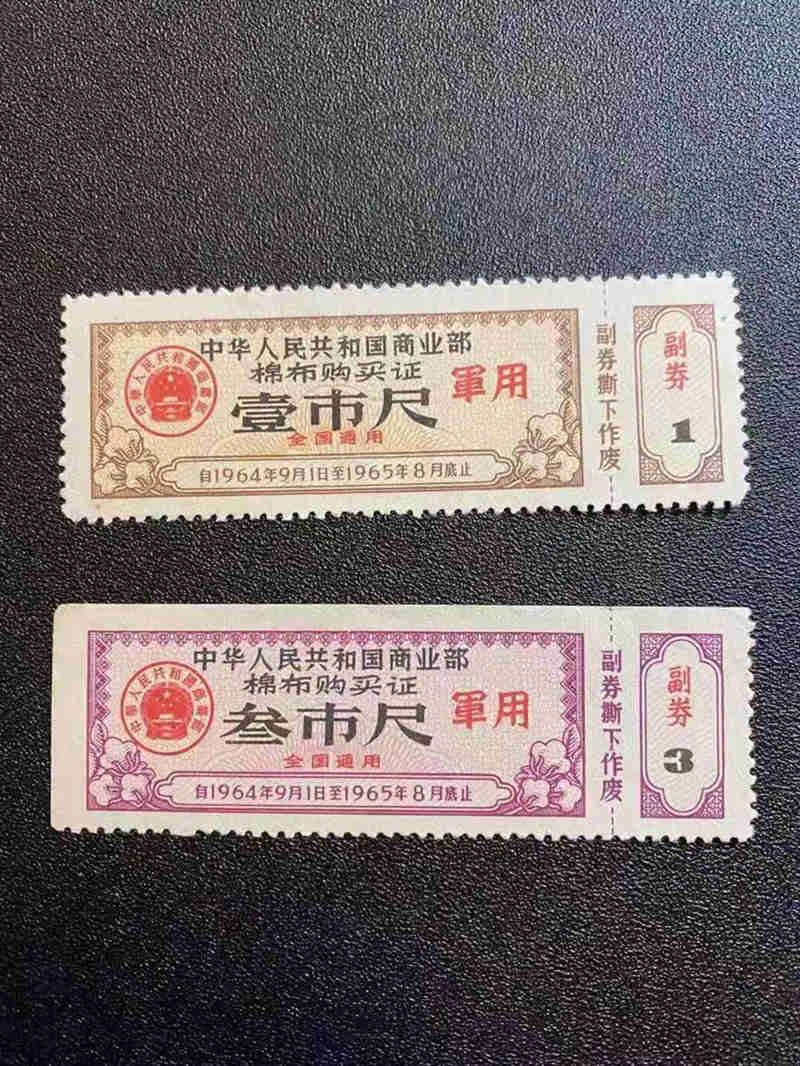 中华人民共和国商业部
棉布购买证
軍用
壹市尺
全国通用
自1964年9月1日至1965年8月底止
副券撕下作废
副券
1
中华人民共和国商业部
棉布购买证
軍用
叁市尺
全国通用
自1964年9月1日至1965年8月底止
副券撕下作废
副券
3